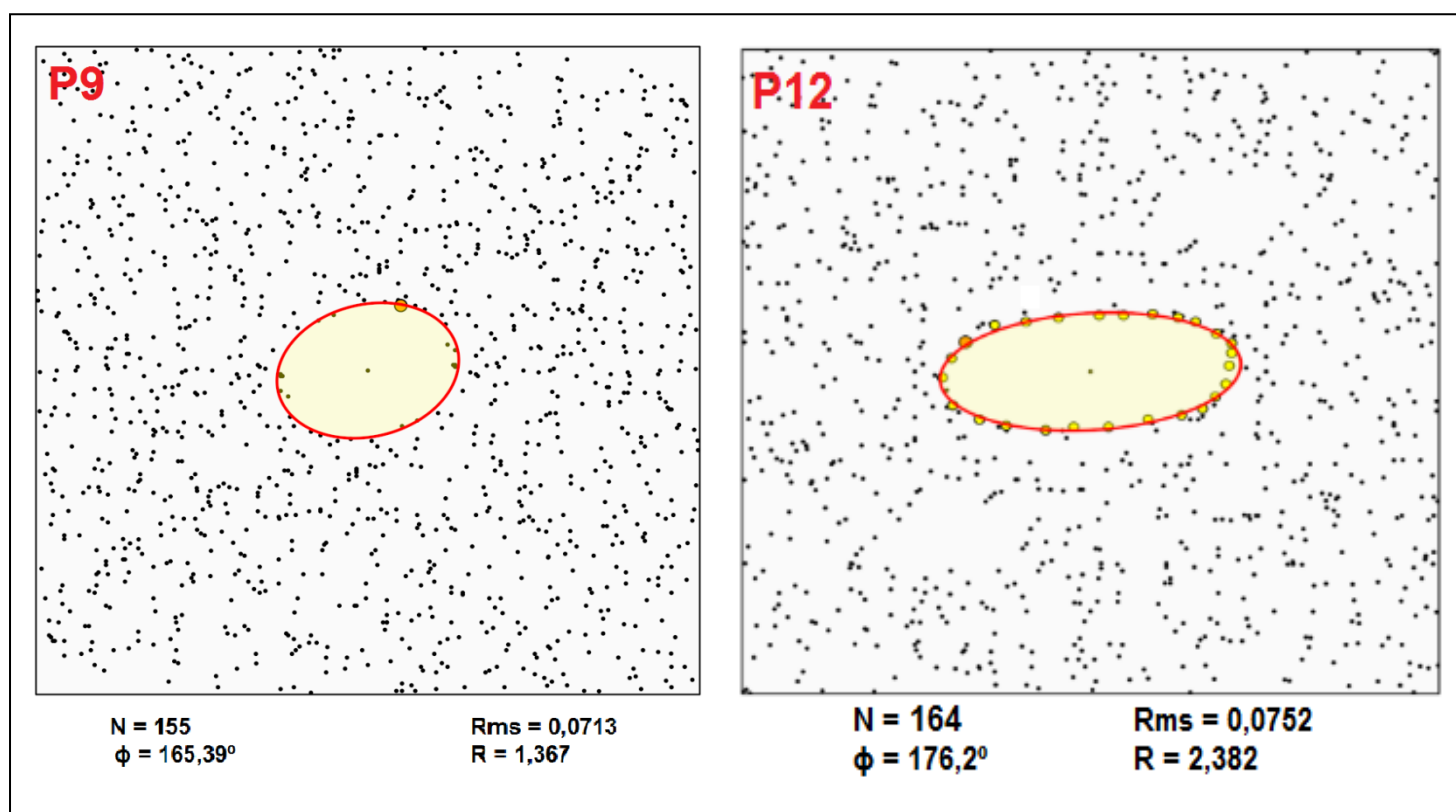 P9
P12
N = 155
Rms = 0,0713
ϕ = 165,39º
R = 1,367
N = 164
Rms = 0,0752
ϕ = 176,2º
R = 2,382